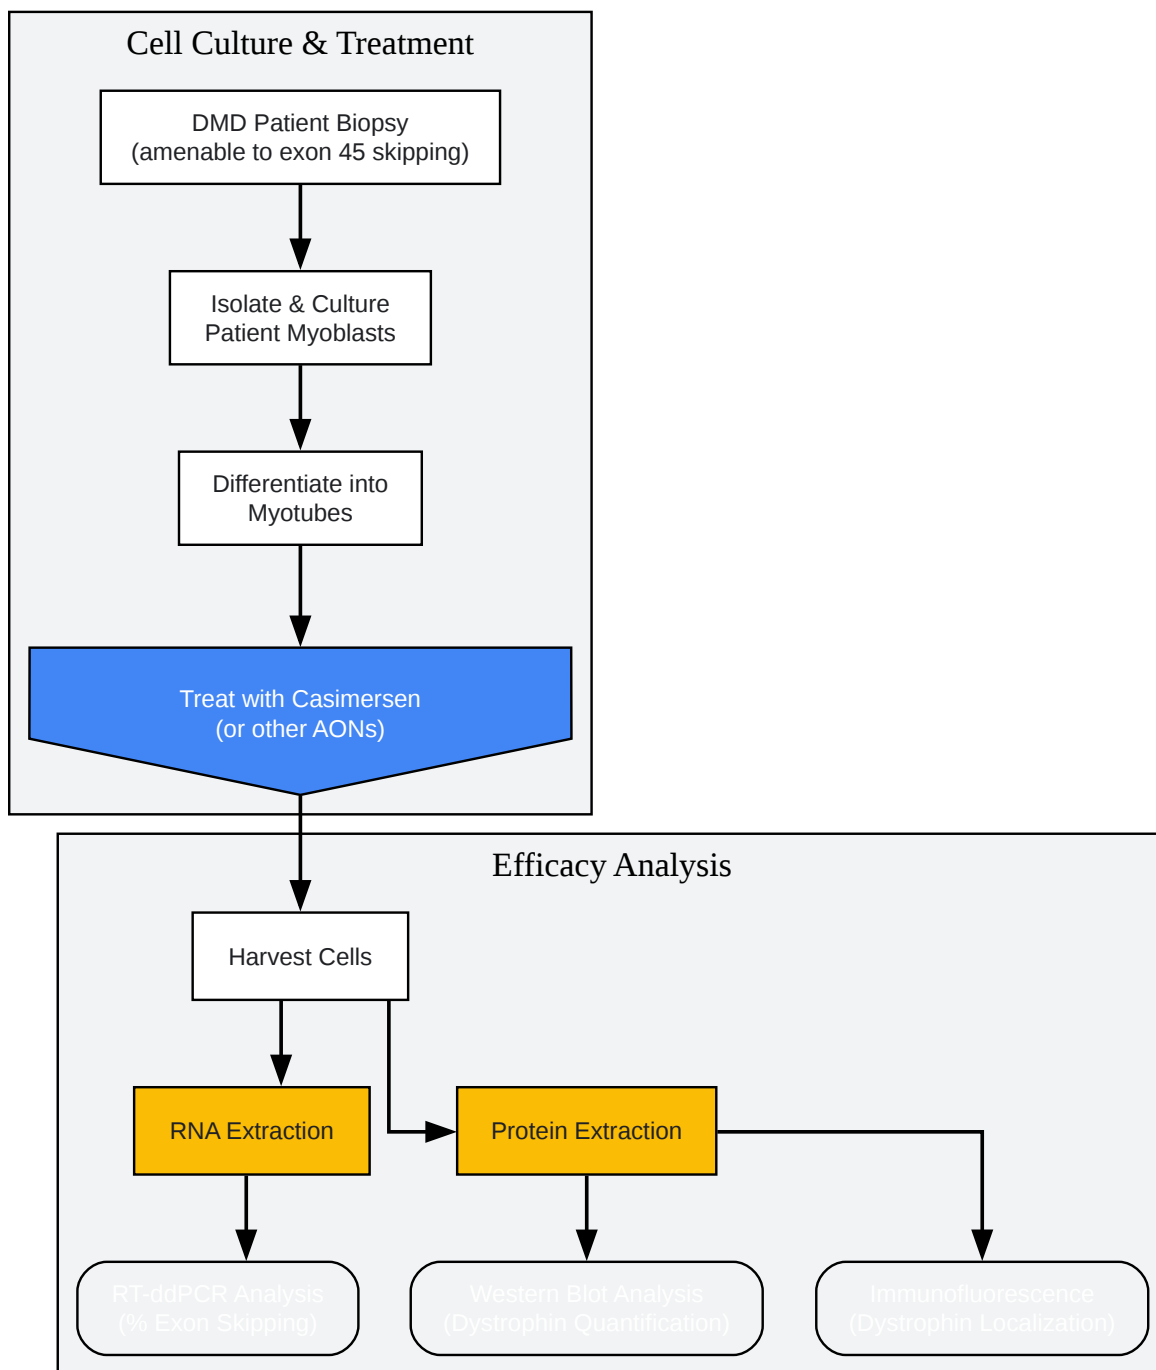 Cell Culture & Treatment
DMD Patient Biopsy
(amenable to exon 45 skipping)
Isolate & Culture
Patient Myoblasts
Differentiate into
Myotubes
Treat with Casimersen
(or other AONs)
Efficacy Analysis
Harvest Cells
RNA Extraction
Protein Extraction
RT-ddPCR Analysis
(% Exon Skipping)
Western Blot Analysis
(Dystrophin Quantification)
Immunofluorescence
(Dystrophin Localization)